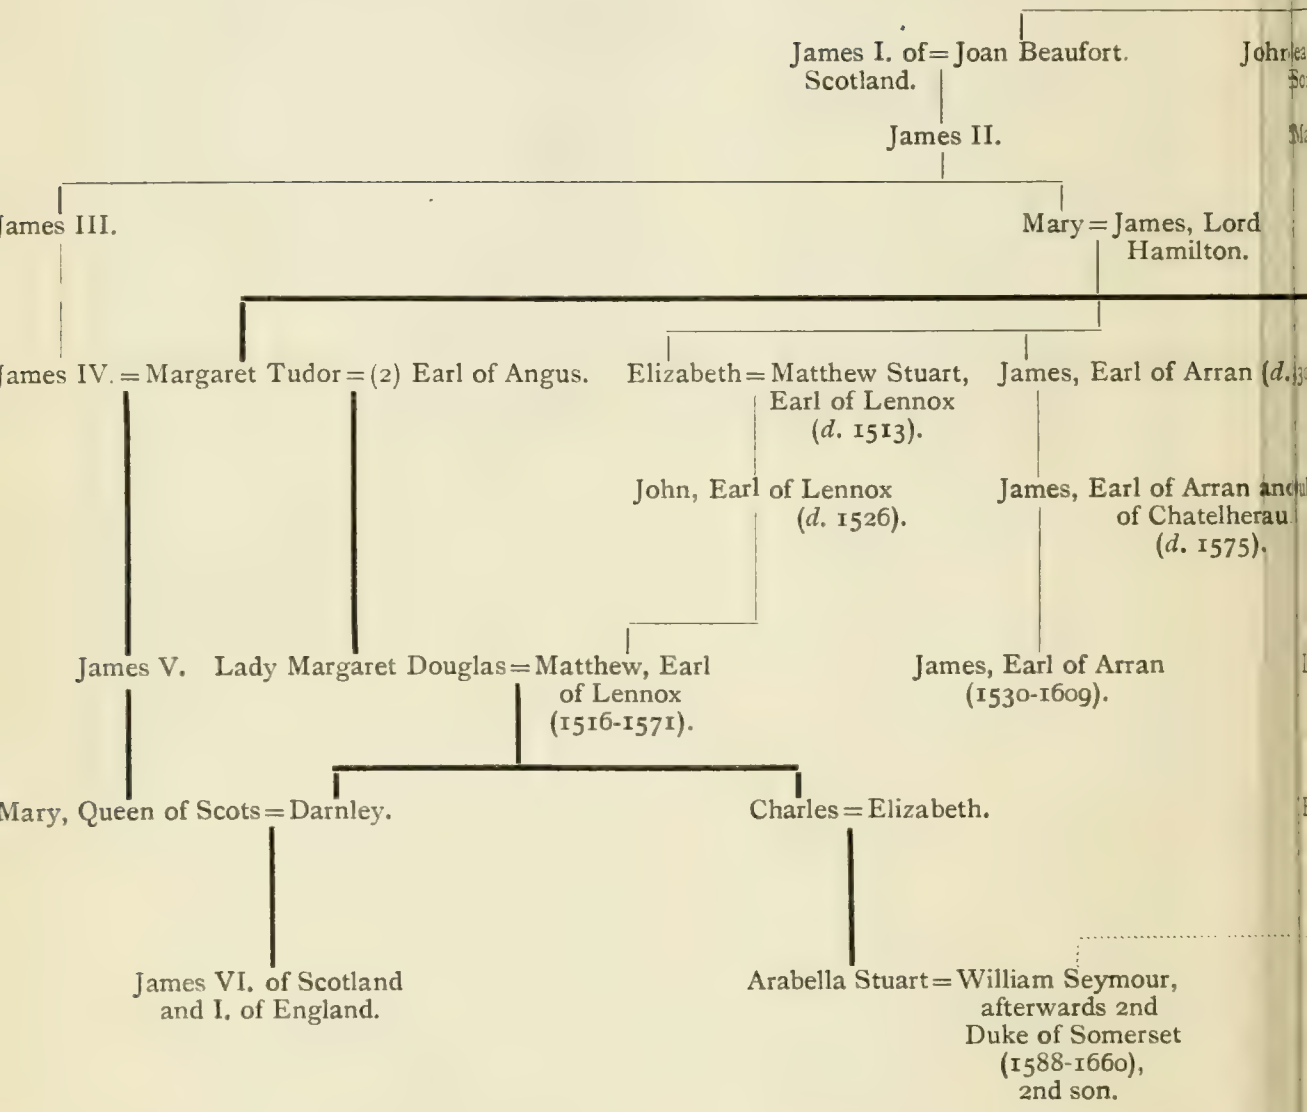 James I. of = Joan Beaufort.
Scotland.
James II.
James III.
Mary = James, Lord
Hamilton.
James IV. = Margaret Tudor = (2) Earl of Angus.
Elizabeth = Matthew Stuart,
Earl of Lennox
(d. 1513).
James, Earl of Arran (d.
John, Earl of Lennox
(d. 1526).
James, Earl of Arran and
of Chatelherau
(d. 1575).
James V.
Lady Margaret Douglas = Matthew, Earl
of Lennox
(1516-1571).
James, Earl of Arran
(1530-1609).
Mary, Queen of Scots = Darnley.
Charles = Elizabeth.
James VI. of Scotland
and I. of England.
Arabella Stuart = William Seymour,
afterwards 2nd
Duke of Somerset
(1588-1660),
2nd son.